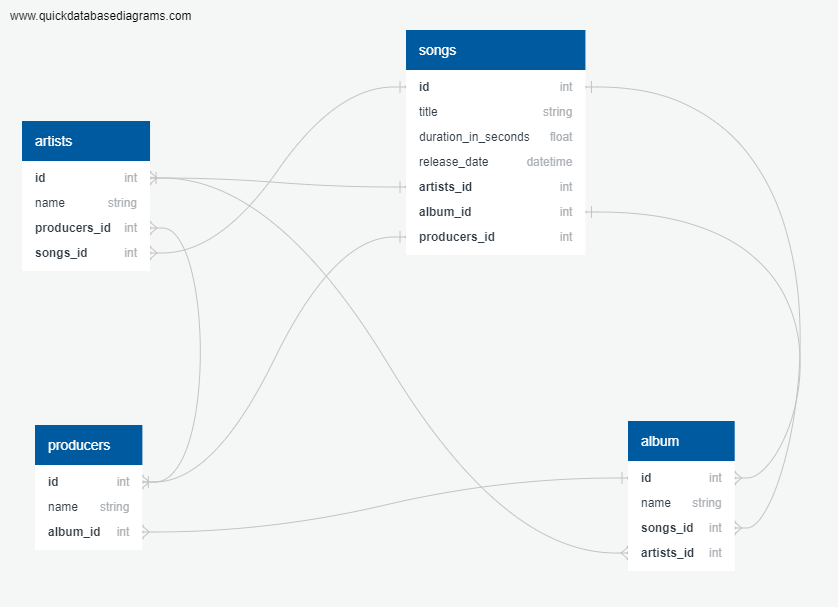 www.quickdatabasediagrams.com
songs
id int
title string
duration_in_seconds float
release_date datetime
artists_id int
album_id int
producers_id int
artists
id int
name string
producers_id int
songs_id int
producers
id int
name string
album_id int
album
id int
name string
songs_id int
artists_id int